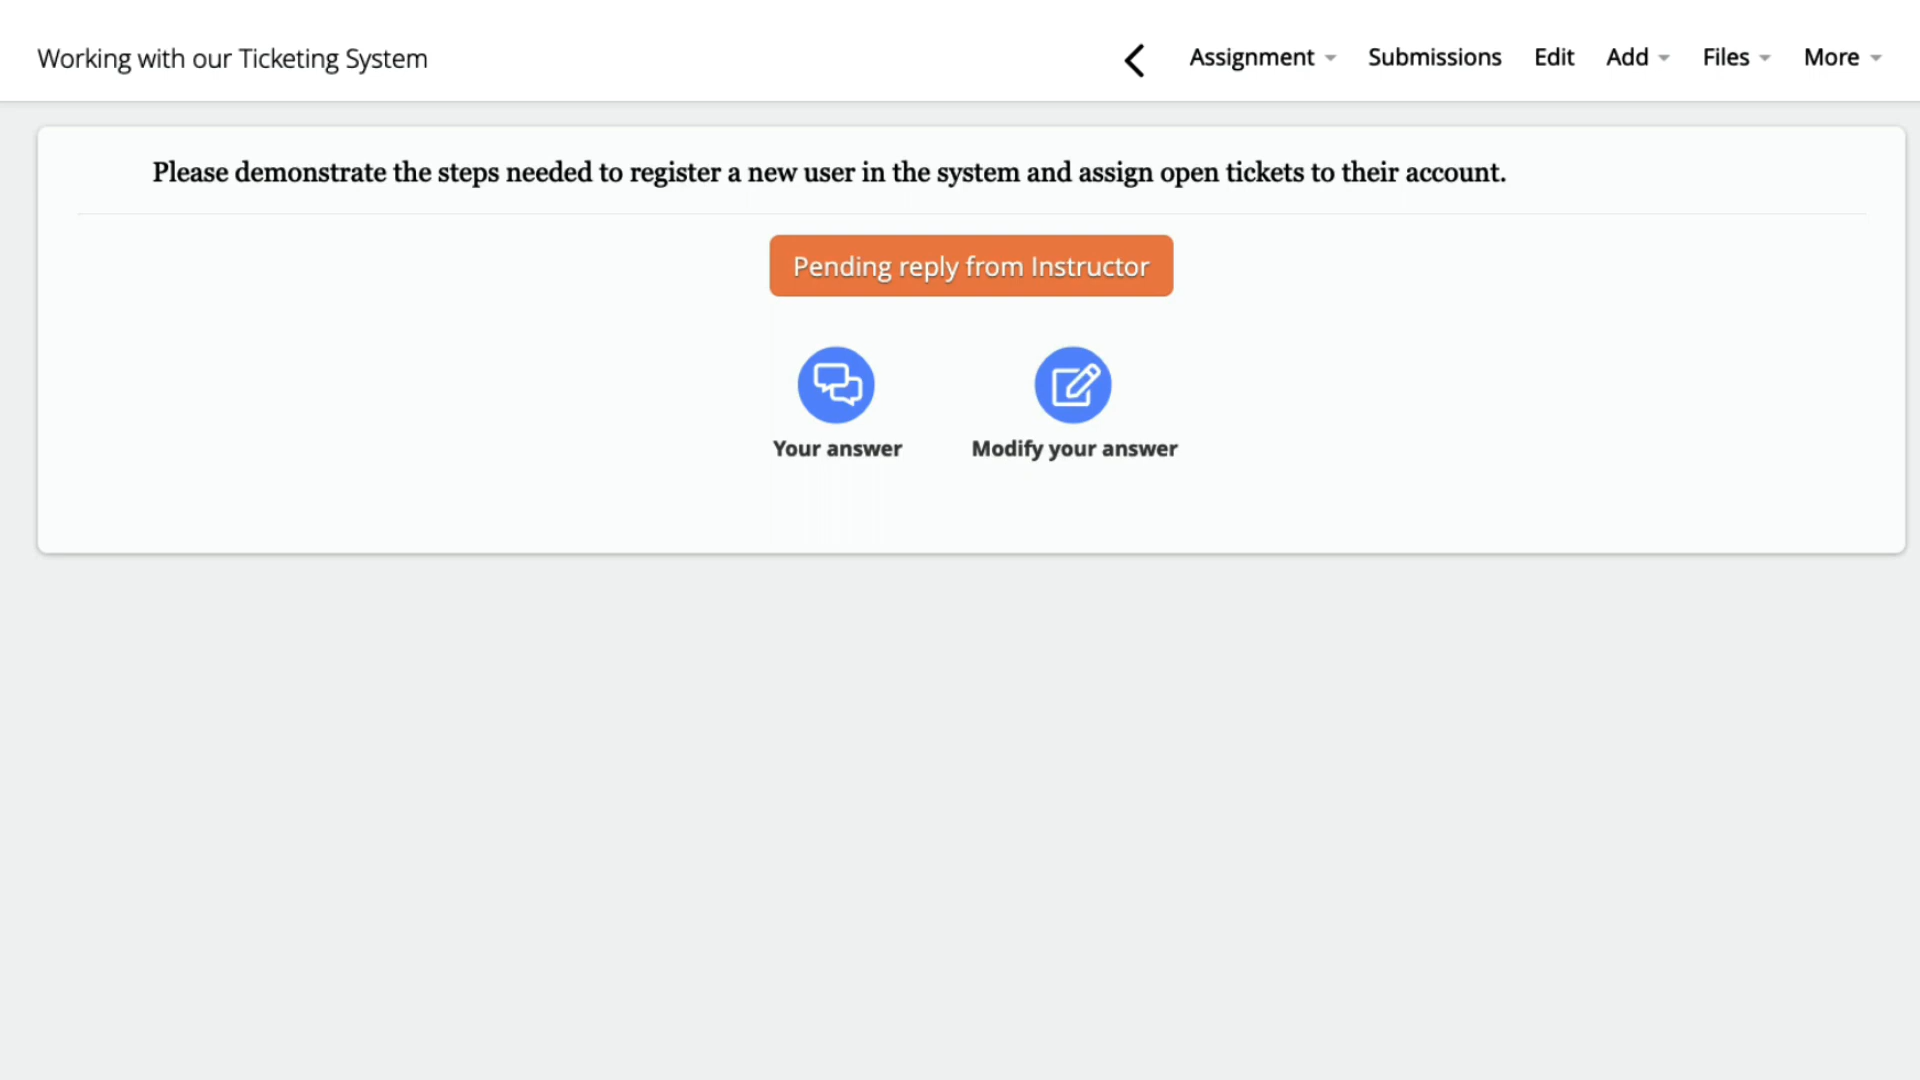 Working with our Ticketing System
Assignment Submissions Edit Add Files More
Please demonstrate the steps needed to register a new user in the system and assign open tickets to their account.
Pending reply from Instructor
Your answer Modify your answer